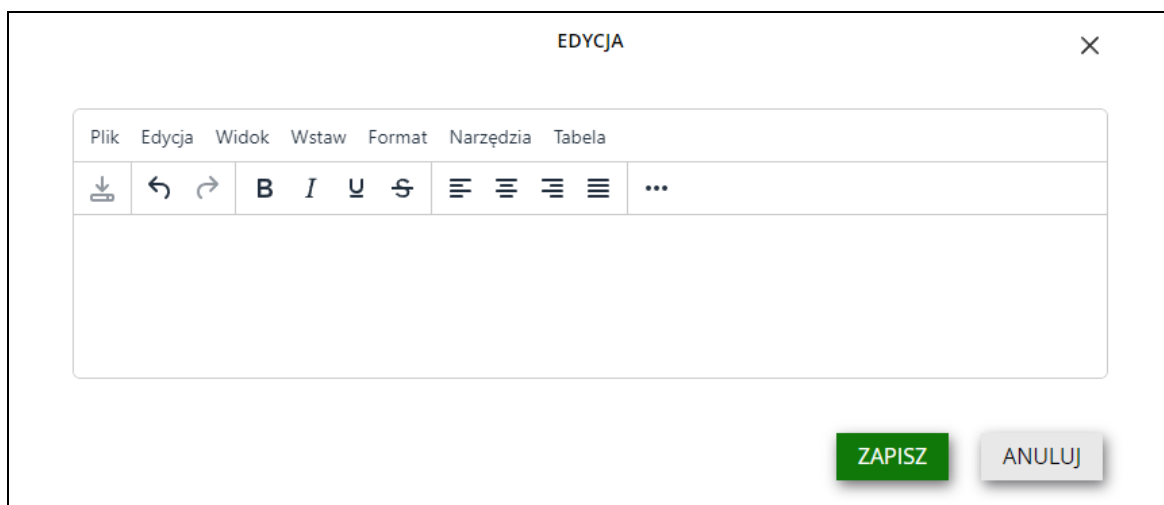 EDYCJA
Plik Edycja Widok Wstaw Format Narzędzia Tabela
B I U S
ZAPISZ ANULUJ